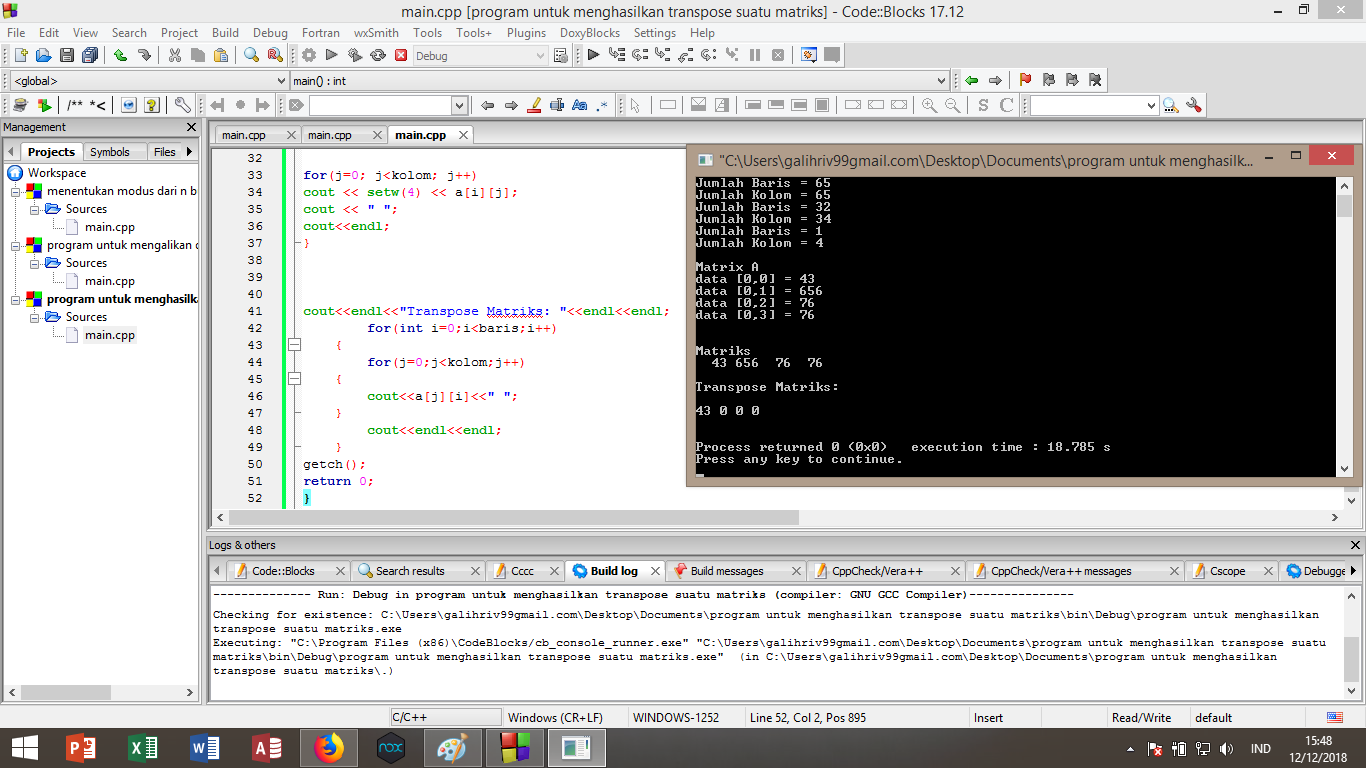 main.cpp [program untuk menghasilkan transpose suatu matriks] - Code::Blocks 17.12
File Edit View Search Project Build Debug Fortran wxSmith Tools Tools+ Plugins DoxyBlocks Settings Help
Debug
<global>
main() : int
/** *<
Aa .*
S C
Management
Projects Symbols Files
Workspace
menentukan modus dari n b
Sources
main.cpp
program untuk mengalikan d
Sources
main.cpp
program untuk menghasilka
Sources
main.cpp
main.cpp main.cpp main.cpp
32
33 for(j=0; j<kolom; j++)
34 cout << setw(4) << a[i][j];
35 cout << " ";
36 cout<<endl;
37 }
38
39
40
41 cout<<endl<<"Transpose Matriks: "<<endl<<endl;
42 for(int i=0;i<baris;i++)
43 {
44 for(j=0;j<kolom;j++)
45 {
46 cout<<a[j][i]<<" ";
47 }
48 cout<<endl<<endl;
49 }
50 getch();
51 return 0;
52 }
"C:\Users\galihriv99gmail.com\Desktop\Documents\program untuk menghasilk...
Jumlah Baris = 65
Jumlah Kolom = 65
Jumlah Baris = 32
Jumlah Kolom = 34
Jumlah Baris = 1
Jumlah Kolom = 4
Matrix A
data [0,0] = 43
data [0,1] = 656
data [0,2] = 76
data [0,3] = 76
Matriks
43 656 76 76
Transpose Matriks:
43 0 0 0
Process returned 0 (0x0) execution time : 18.785 s
Press any key to continue.
Logs & others
Code::Blocks Search results Cccc Build log Build messages CppCheck/Vera++ CppCheck/Vera++ messages Cscope Debugge
-------------- Run: Debug in program untuk menghasilkan transpose suatu matriks (compiler: GNU GCC Compiler)---------------
Checking for existence: C:\Users\galihriv99gmail.com\Desktop\Documents\program untuk menghasilkan transpose suatu matriks\bin\Debug\program untuk menghasilkan
transpose suatu matriks.exe
Executing: "C:\Program Files (x86)\CodeBlocks/cb_console_runner.exe" "C:\Users\galihriv99gmail.com\Desktop\Documents\program untuk menghasilkan transpose suatu
matriks\bin\Debug\program untuk menghasilkan transpose suatu matriks.exe" (in C:\Users\galihriv99gmail.com\Desktop\Documents\program untuk menghasilkan
transpose suatu matriks\.)
C/C++ Windows (CR+LF) WINDOWS-1252 Line 52, Col 2, Pos 895 Insert Read/Write default
nox
IND
15:48
12/12/2018